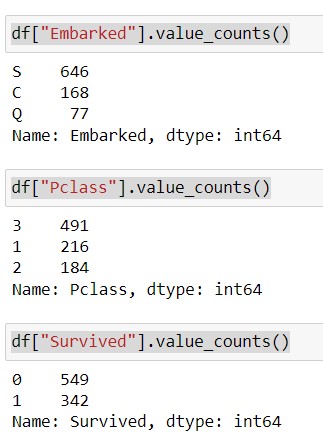 df["Embarked"].value_counts()
S    646
C    168
Q     77
Name: Embarked, dtype: int64
df["Pclass"].value_counts()
3    491
1    216
2    184
Name: Pclass, dtype: int64
df["Survived"].value_counts()
0    549
1    342
Name: Survived, dtype: int64